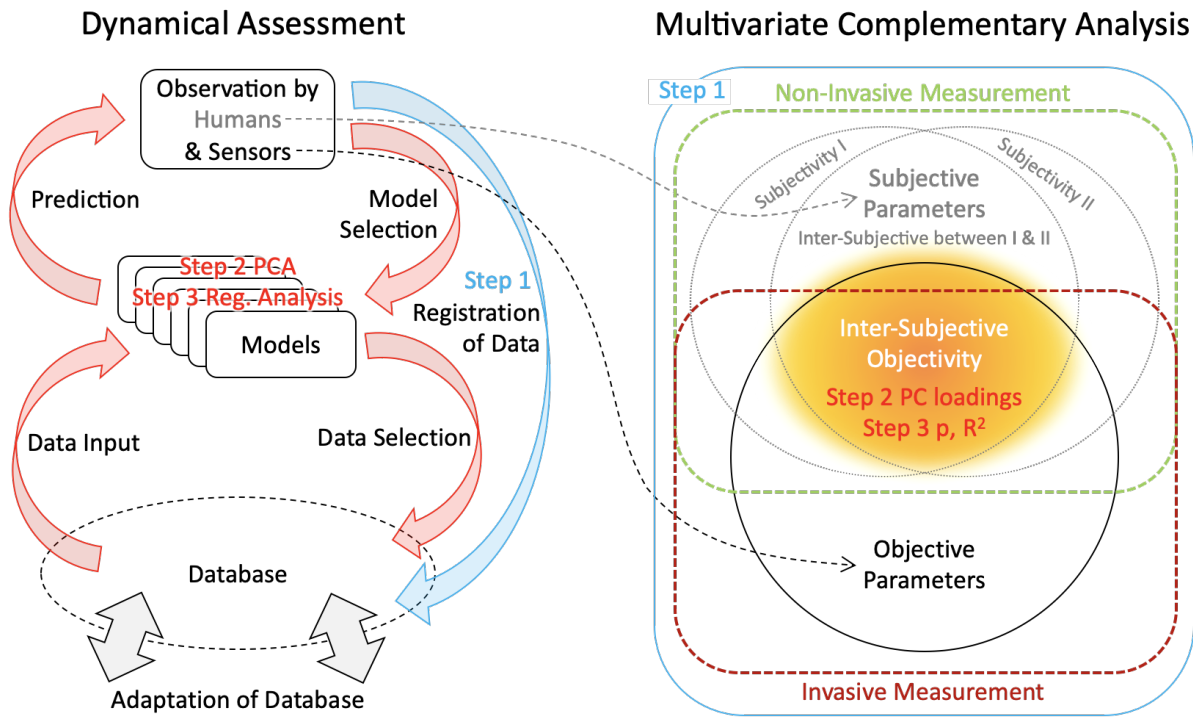 Dynamical Assessment
Observation by
Humans
& Sensors
Prediction
Model
Selection
Step 2 PCA
Step 3 Reg. Analysis
Models
Step 1
Registration
of Data
Data Input
Data Selection
Database
Adaptation of Database
Multivariate Complementary Analysis
Step 1
Non-Invasive Measurement
Subjectivity I
Subjectivity II
Subjective
Parameters
Inter-Subjective between I & II
Inter-Subjective
Objectivity
Step 2 PC loadings
Step 3 p, R²
Objective
Parameters
Invasive Measurement